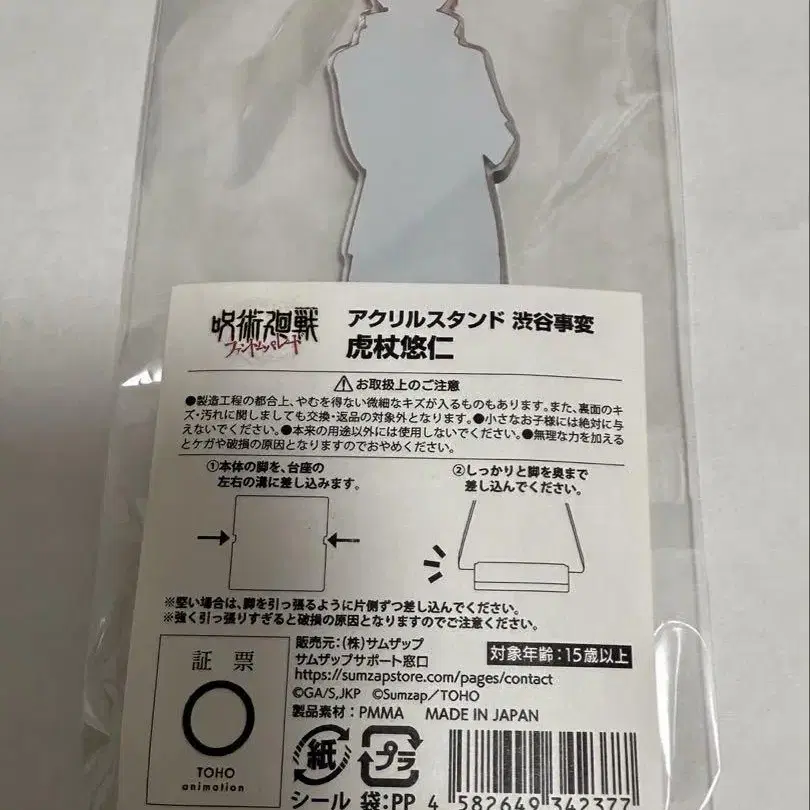 呪術廻戦
ファントムパレード
アクリルスタンド 渋谷事変
虎杖悠仁
⚠お取扱上のご注意
●製造工程の都合上、やむを得ない微細なキズが入るものもあります。また、裏面のキ
ズ・汚れに関しましても交換・返品の対象外となります。●小さなお子様には絶対に与
えないでください。●本来の用途以外には使用しないでください。●無理な力を加える
とケガや破損の原因となりますのでおやめください。
①本体の脚を、台座の
左右の溝に差し込みます。
②しっかりと脚を奥まで
差し込んでください。
※堅い場合は、脚を引っ張るように片側ずつ差し込んでください。
※強く引っ張りすぎると破損の原因となりますのでご注意ください。
証票
TOHO
animation
販売元:(株)サムザップ
サムザップサポート窓口
https://sumzapstore.com/pages/contact
対象年齢:15歳以上
©GA/S,JKP ©Sumzap/TOHO
製品素材:PMMA MADE IN JAPAN
紙
プラ
シール 袋:PP
4 582649 342377